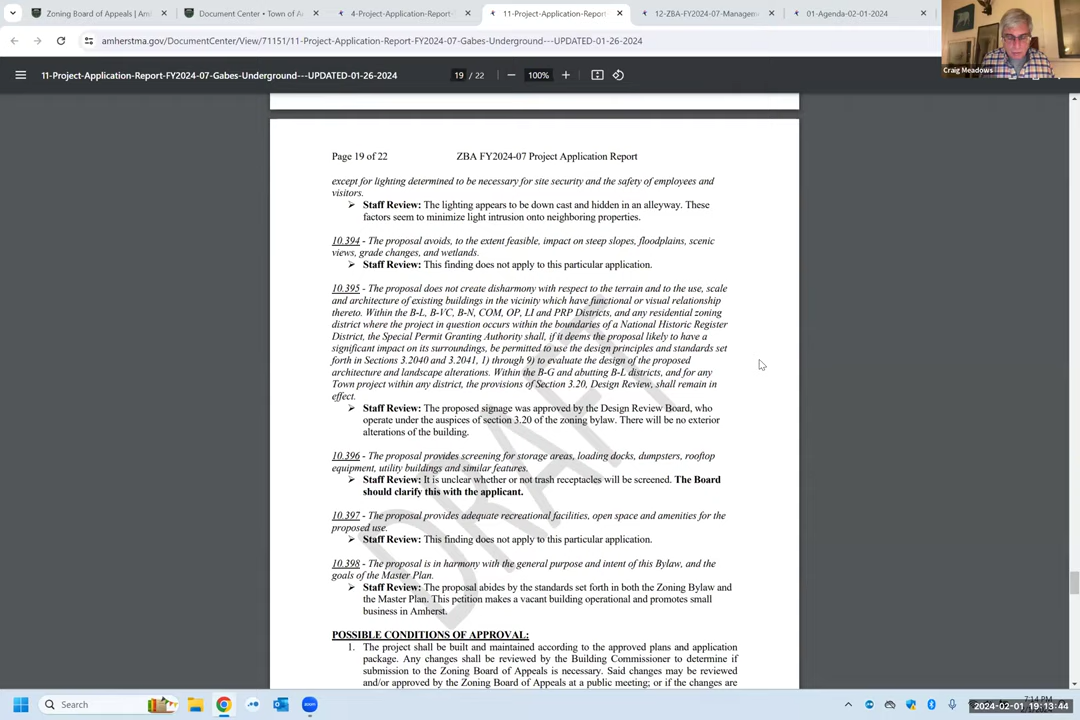 Zoning Board of Appeals | Am
Document Center • Town of A
4-Project-Application-Report
11-Project-Application-Report
12-ZBA-FY2024-07-Managem
01-Agenda-02-01-2024
amherstma.gov/DocumentCenter/View/71151/11-Project-Application-Report-FY2024-07-Gabes-Underground---UPDATED-01-26-2024
Craig Meadows
11-Project-Application-Report-FY2024-07-Gabes-Underground---UPDATED-01-26-2024
19 / 22
100%
Page 19 of 22 ZBA FY2024-07 Project Application Report
except for lighting determined to be necessary for site security and the safety of employees and
visitors.
➤ Staff Review: The lighting appears to be down cast and hidden in an alleyway. These
factors seem to minimize light intrusion onto neighboring properties.
10.394 - The proposal avoids, to the extent feasible, impact on steep slopes, floodplains, scenic
views, grade changes, and wetlands.
➤ Staff Review: This finding does not apply to this particular application.
10.395 - The proposal does not create disharmony with respect to the terrain and to the use, scale
and architecture of existing buildings in the vicinity which have functional or visual relationship
thereto. Within the B-L, B-VC, B-N, COM, OP, LI and PRP Districts, and any residential zoning
district where the project in question occurs within the boundaries of a National Historic Register
District, the Special Permit Granting Authority shall, if it deems the proposal likely to have a
significant impact on its surroundings, be permitted to use the design principles and standards set
forth in Sections 3.2040 and 3.2041, 1) through 9) to evaluate the design of the proposed
architecture and landscape alterations. Within the B-G and abutting B-L districts, and for any
Town project within any district, the provisions of Section 3.20, Design Review, shall remain in
effect.
➤ Staff Review: The proposed signage was approved by the Design Review Board, who
operate under the auspices of section 3.20 of the zoning bylaw. There will be no exterior
alterations of the building.
10.396 - The proposal provides screening for storage areas, loading docks, dumpsters, rooftop
equipment, utility buildings and similar features.
➤ Staff Review: It is unclear whether or not trash receptacles will be screened. The Board
should clarify this with the applicant.
10.397 - The proposal provides adequate recreational facilities, open space and amenities for the
proposed use.
➤ Staff Review: This finding does not apply to this particular application.
10.398 - The proposal is in harmony with the general purpose and intent of this Bylaw, and the
goals of the Master Plan.
➤ Staff Review: The proposal abides by the standards set forth in both the Zoning Bylaw and
the Master Plan. This petition makes a vacant building operational and promotes small
business in Amherst.
POSSIBLE CONDITIONS OF APPROVAL:
1. The project shall be built and maintained according to the approved plans and application
package. Any changes shall be reviewed by the Building Commissioner to determine if
submission to the Zoning Board of Appeals is necessary. Said changes may be reviewed
and/or approved by the Zoning Board of Appeals at a public meeting; or if the changes are
DRAFT
Search
zoom
7:14 PM
2024-02-01 19:13:44